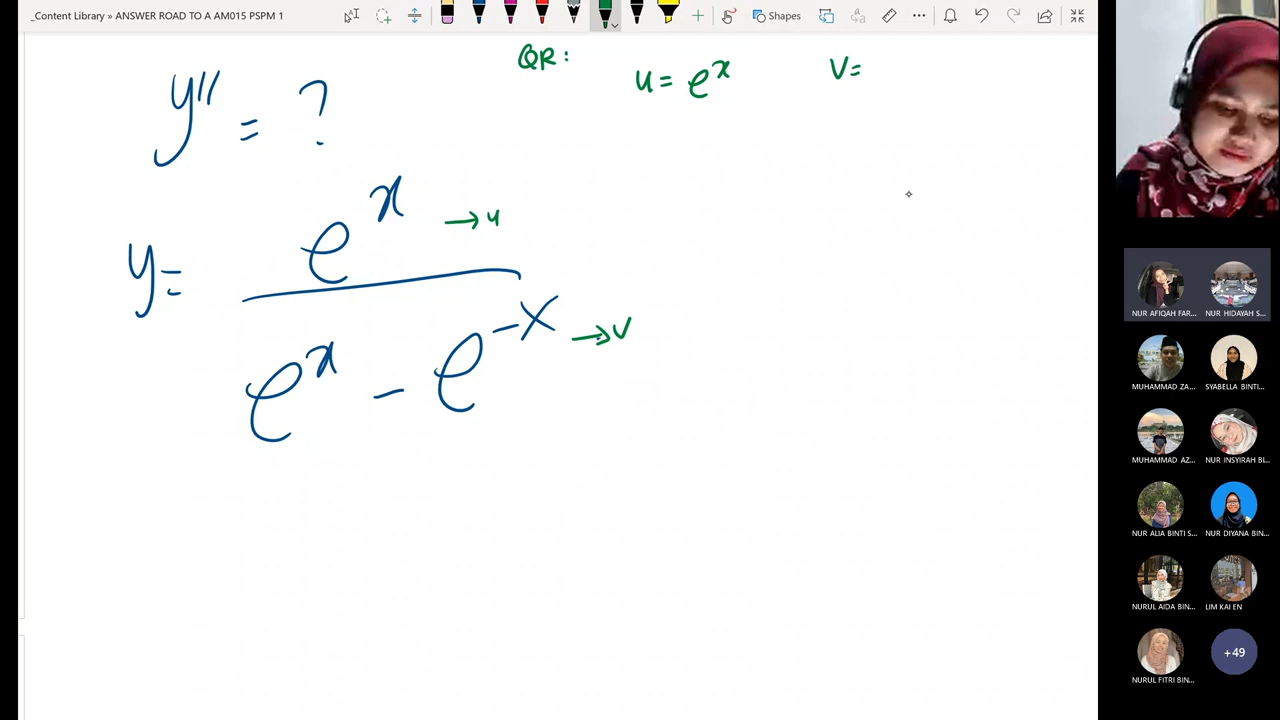 _Content Library » ANSWER ROAD TO A AM015 PSPM 1
Shapes
QR:
u = e^x
V=
y'' = ?
y = e^x / (e^x - e^-x)
→ u
→ V
NUR AFIQAH FAR...
NUR HIDAYAH S...
MUHAMMAD ZA...
SYABELLA BINTI...
MUHAMMAD AZ...
NUR INSYIRAH BI...
NUR ALIA BINTI S...
NUR DIYANA BIN...
NURUL AIDA BIN...
LIM KAI EN
NURUL FITRI BIN...
+49